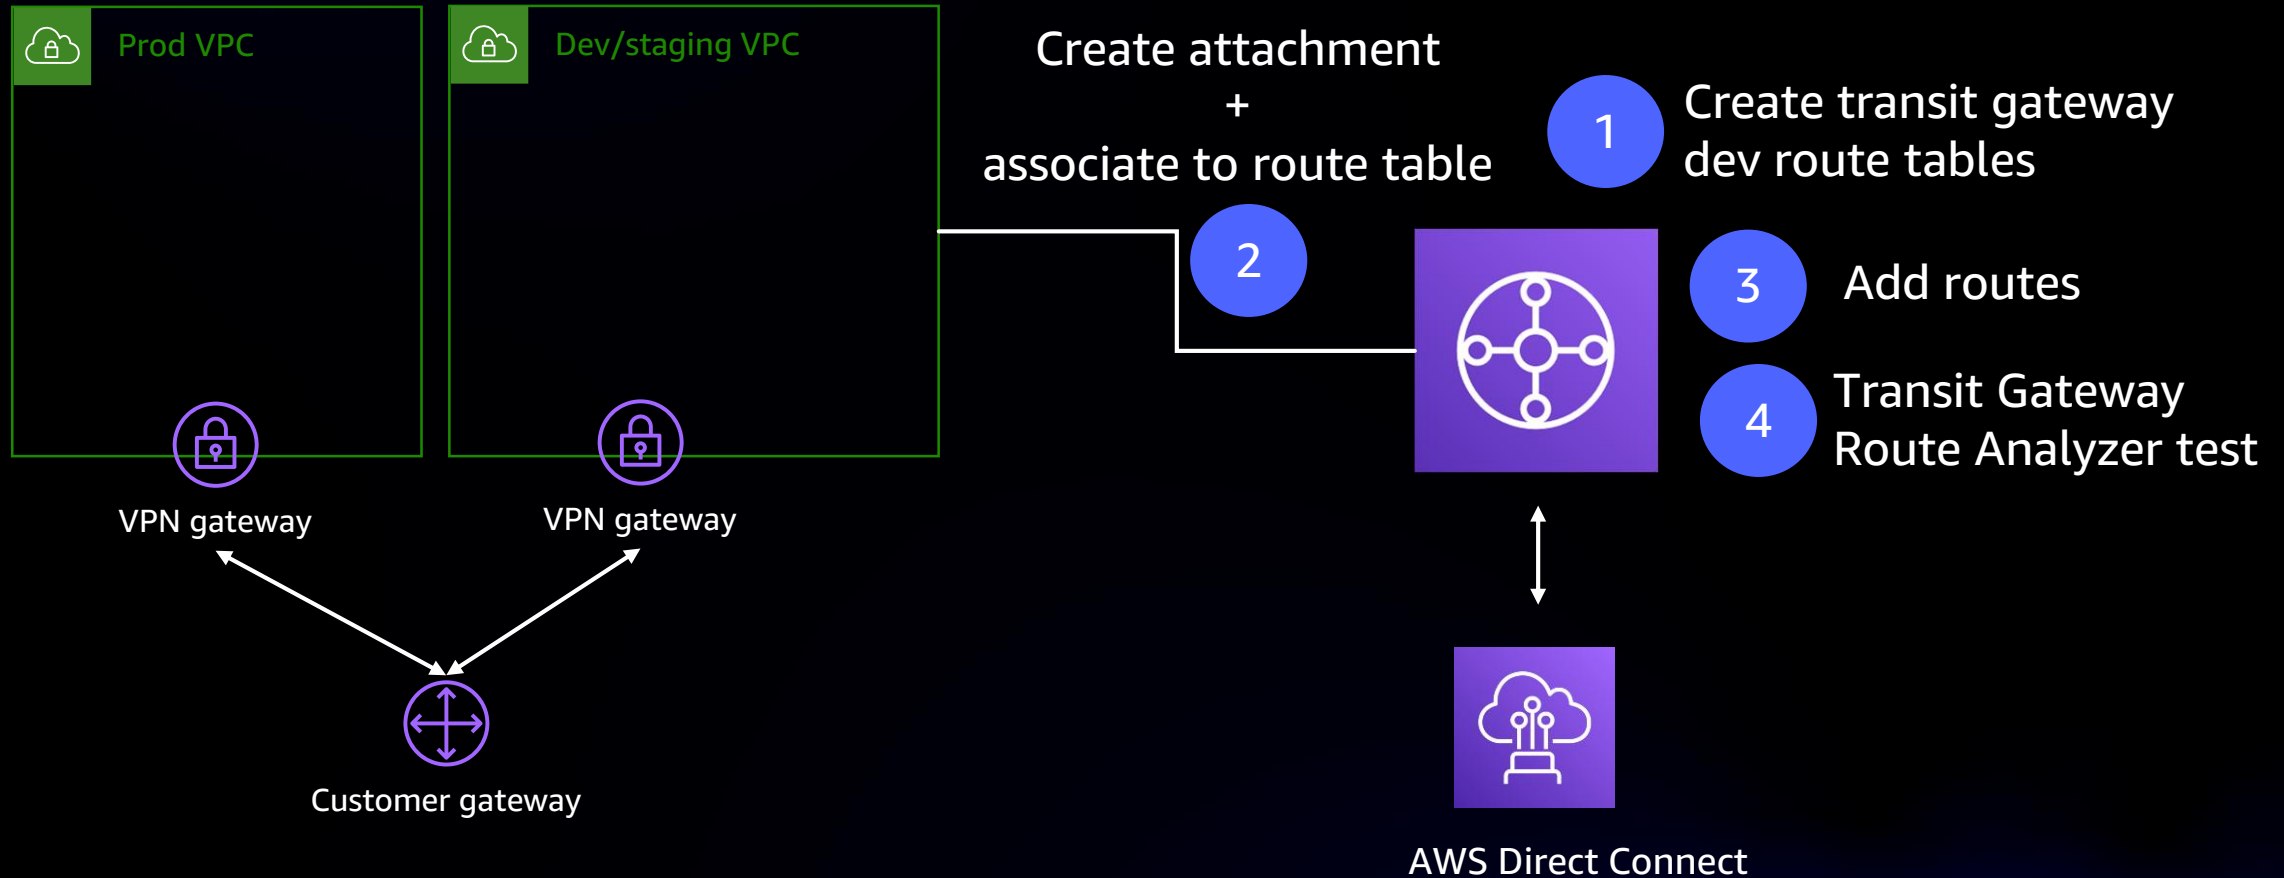 Prod VPC
Dev/staging VPC
Create attachment
+
associate to route table
2
1
Create transit gateway
dev route tables
3
Add routes
4
Transit Gateway
Route Analyzer test
VPN gateway
VPN gateway
Customer gateway
AWS Direct Connect